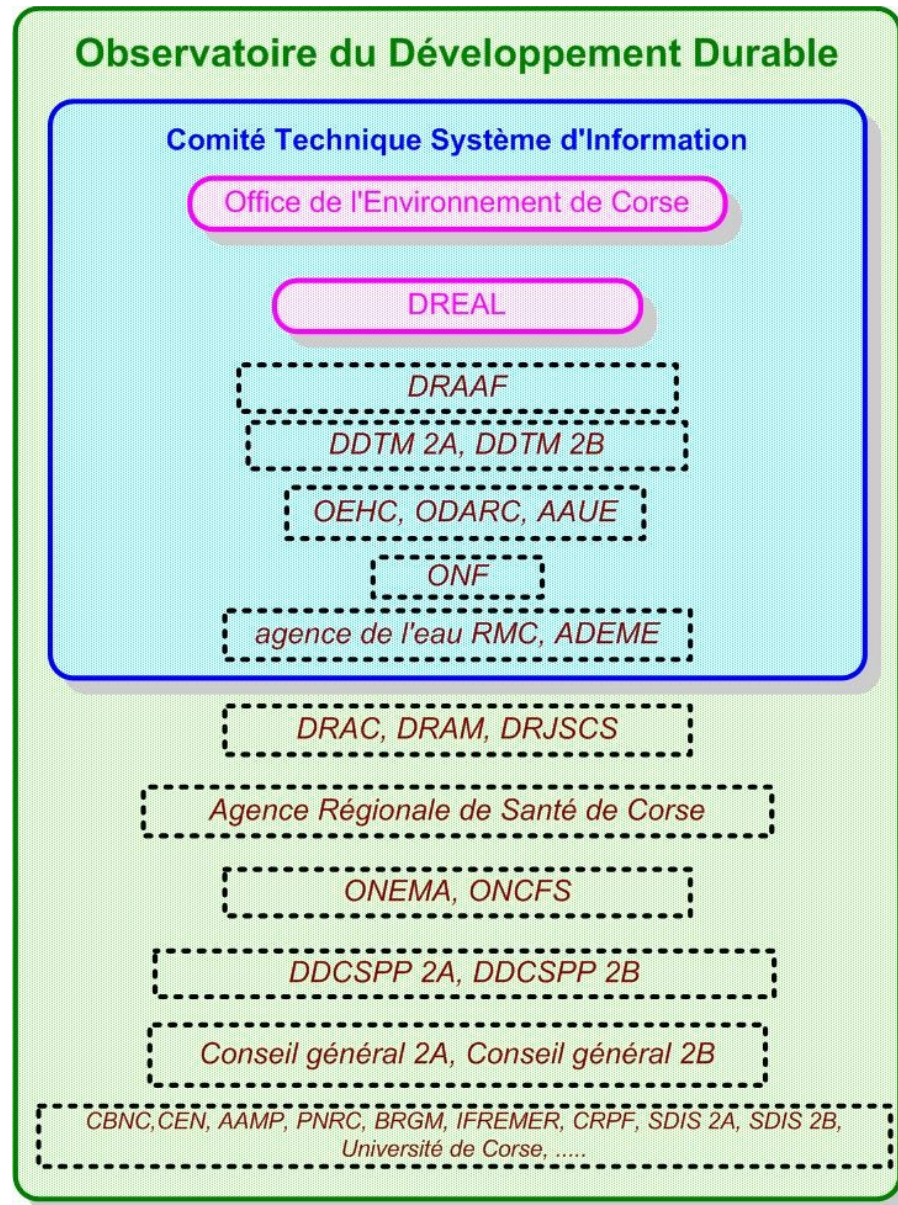 Observatoire du Développement Durable
Comité Technique Système d'Information
Office de l'Environnement de Corse
DREAL
DRAAF
DDTM 2A, DDTM 2B
OEHC, ODARC, AAUE
ONF
agence de l'eau RMC, ADEME
DRAC, DRAM, DRJSCS
Agence Régionale de Santé de Corse
ONEMA, ONCFS
DDCSPP 2A, DDCSPP 2B
Conseil général 2A, Conseil général 2B
CBNC,CEN, AAMP, PNRC, BRGM, IFREMER, CRPF, SDIS 2A, SDIS 2B,
Université de Corse, .....